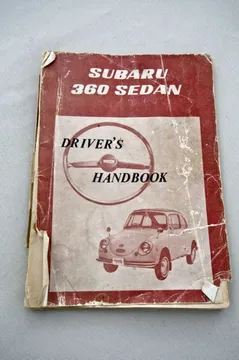 SUBARU
360 SEDAN
DRIVER'S
HANDBOOK